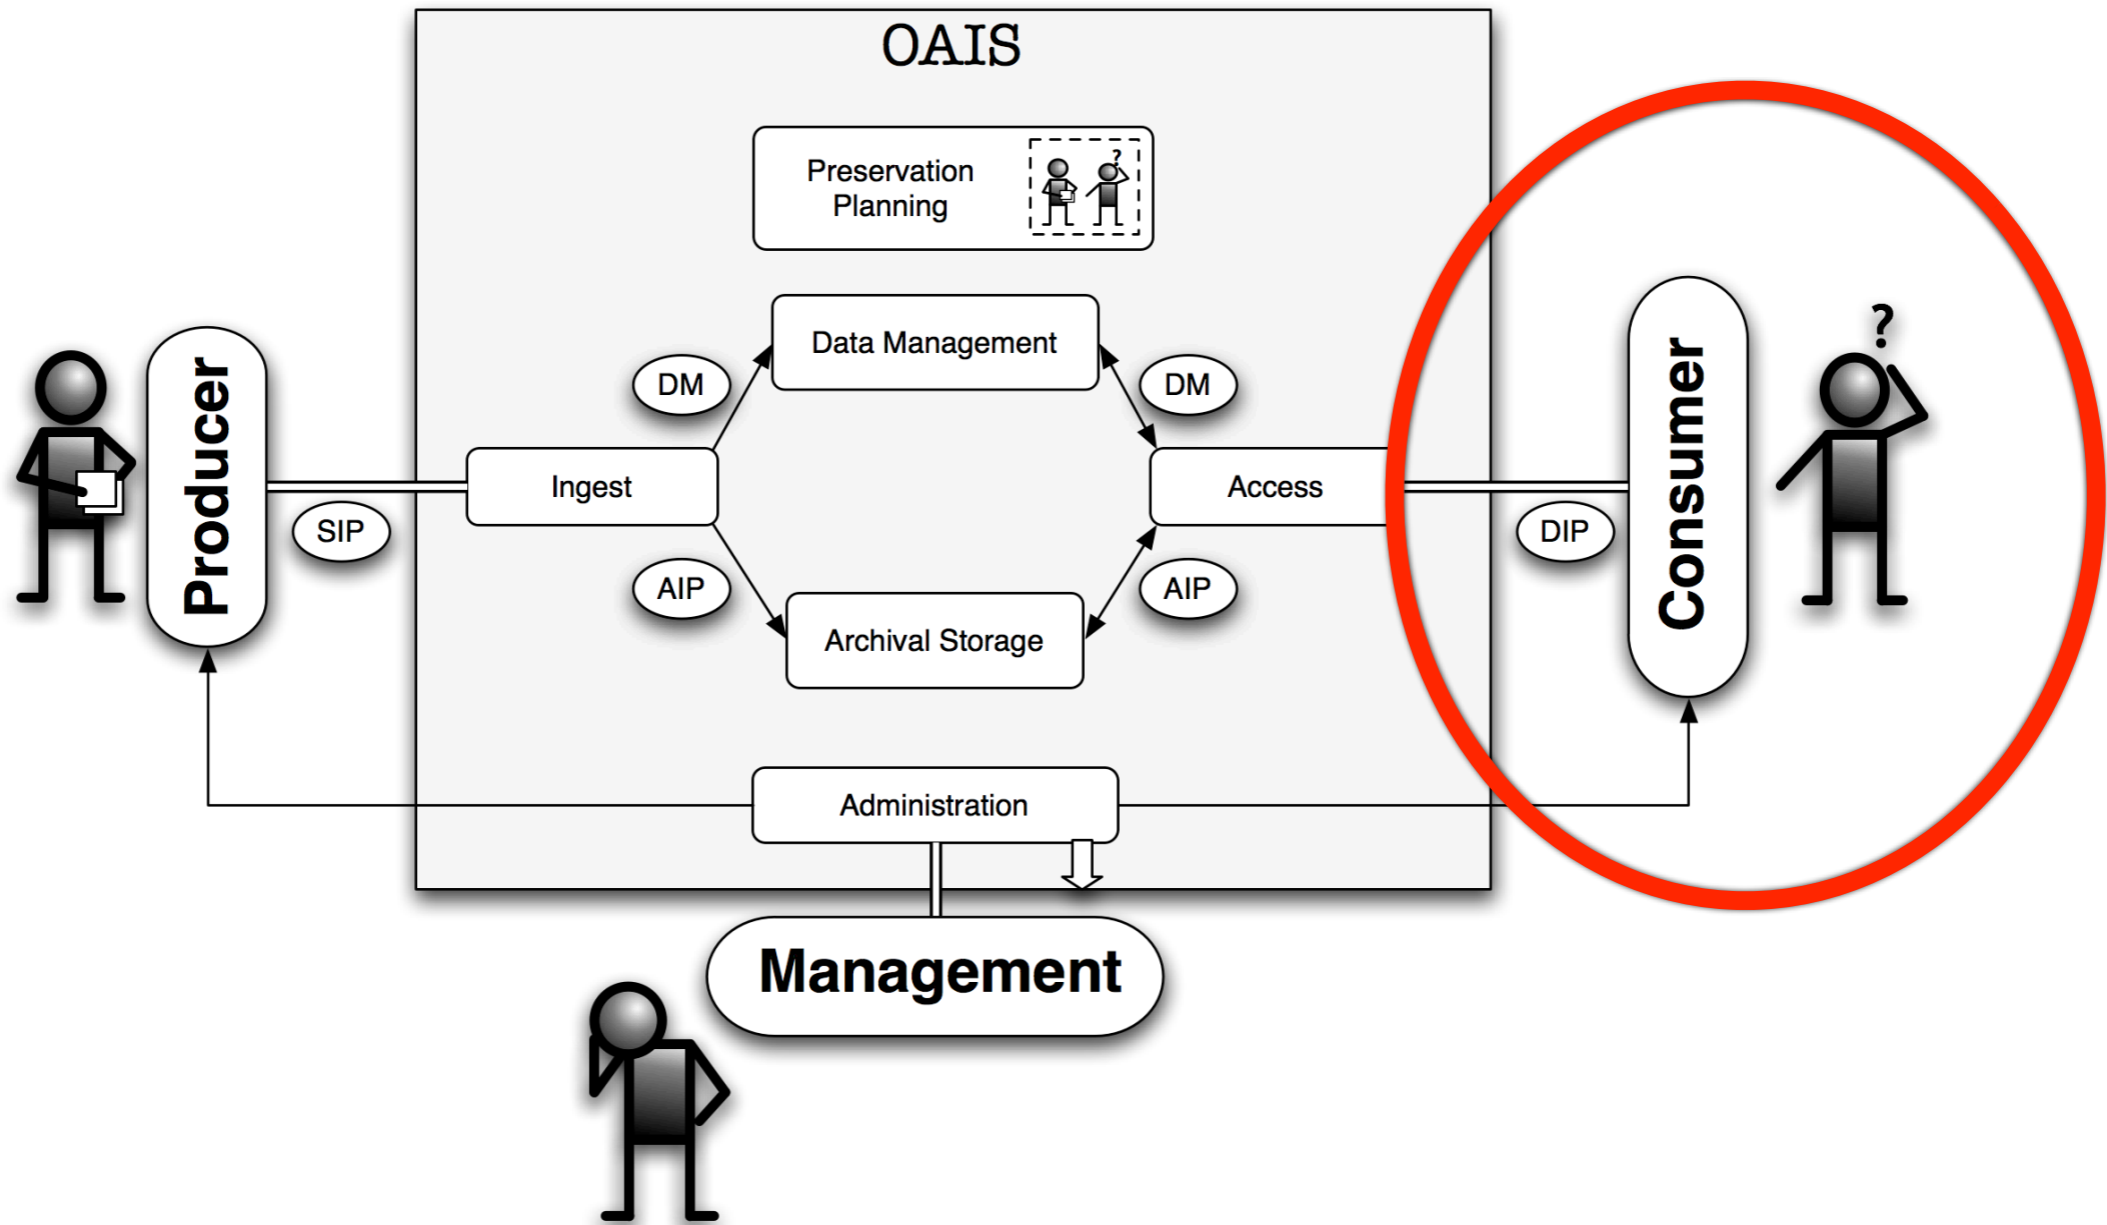 OAIS
Preservation
Planning
?
?
Data Management
DM
DM
Producer
Consumer
Ingest
Access
SIP
DIP
AIP
AIP
Archival Storage
Administration
Management